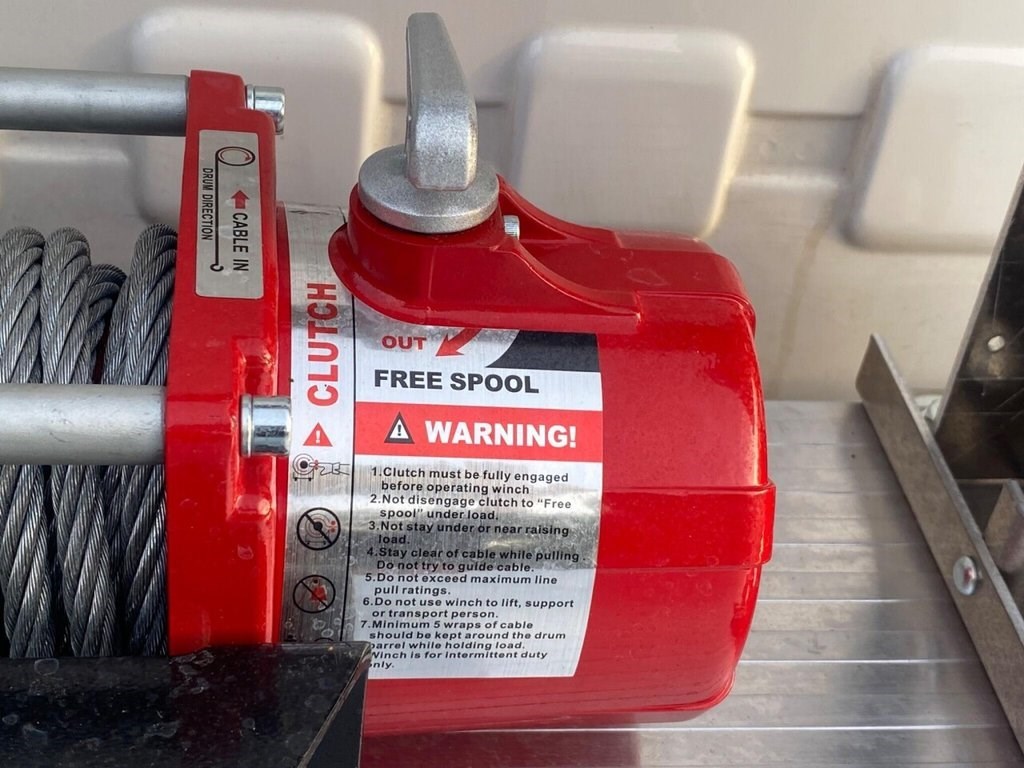 CABLE IN
DRUM DIRECTION
CLUTCH
OUT
FREE SPOOL
WARNING!
1.Clutch must be fully engaged
before operating winch
2.Not disengage clutch to "Free
spool" under load.
3.Not stay under or near raising
load.
4.Stay clear of cable while pulling.
Do not try to guide cable.
5.Do not exceed maximum line
pull ratings.
6.Do not use winch to lift, support
or transport person.
7.Minimum 5 wraps of cable
should be kept around the drum
barrel while holding load.
Winch is for intermittent duty
only.